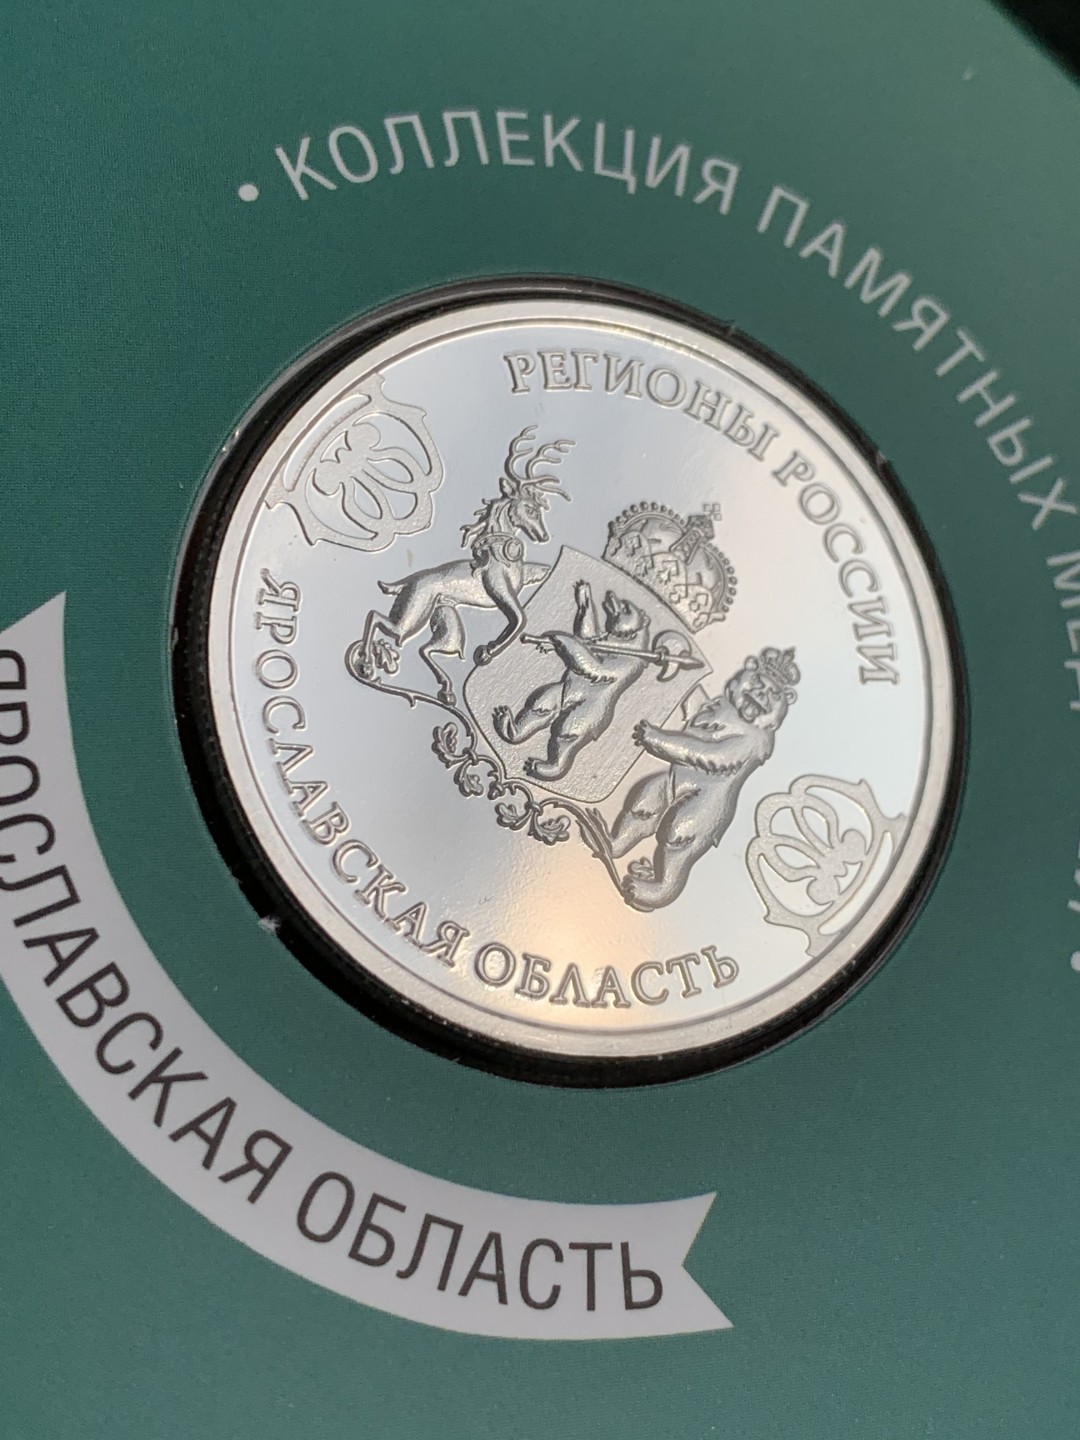 • КОЛЛЕКЦИЯ ПАМЯТНЫХ
РЕГИОНЫ РОССИИ
ЯРОСЛАВСКАЯ ОБЛАСТЬ
ЯРОСЛАВСКАЯ ОБЛАСТЬ